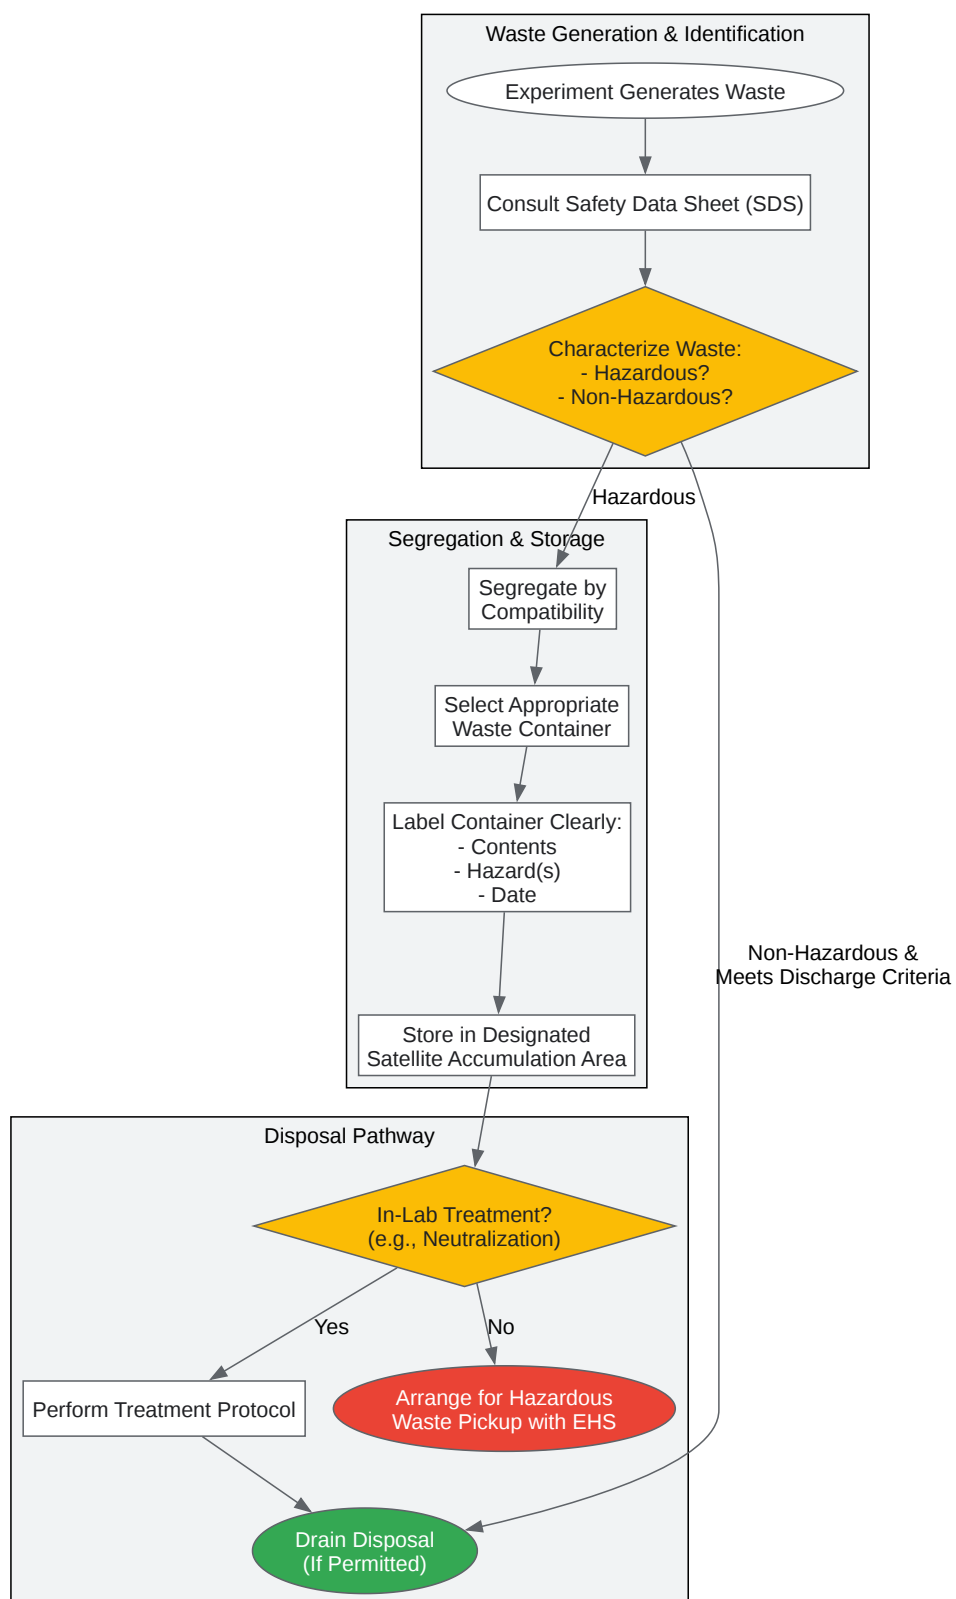 Waste Generation & Identification
Experiment Generates Waste
Consult Safety Data Sheet (SDS)
Characterize Waste:
- Hazardous?
- Non-Hazardous?
Hazardous
Segregation & Storage
Segregate by
Compatibility
Select Appropriate
Waste Container
Label Container Clearly:
- Contents
- Hazard(s)
- Date
Non-Hazardous &
Meets Discharge Criteria
Store in Designated
Satellite Accumulation Area
Disposal Pathway
In-Lab Treatment?
(e.g., Neutralization)
Yes
No
Perform Treatment Protocol
Arrange for Hazardous
Waste Pickup with EHS
Drain Disposal
(If Permitted)